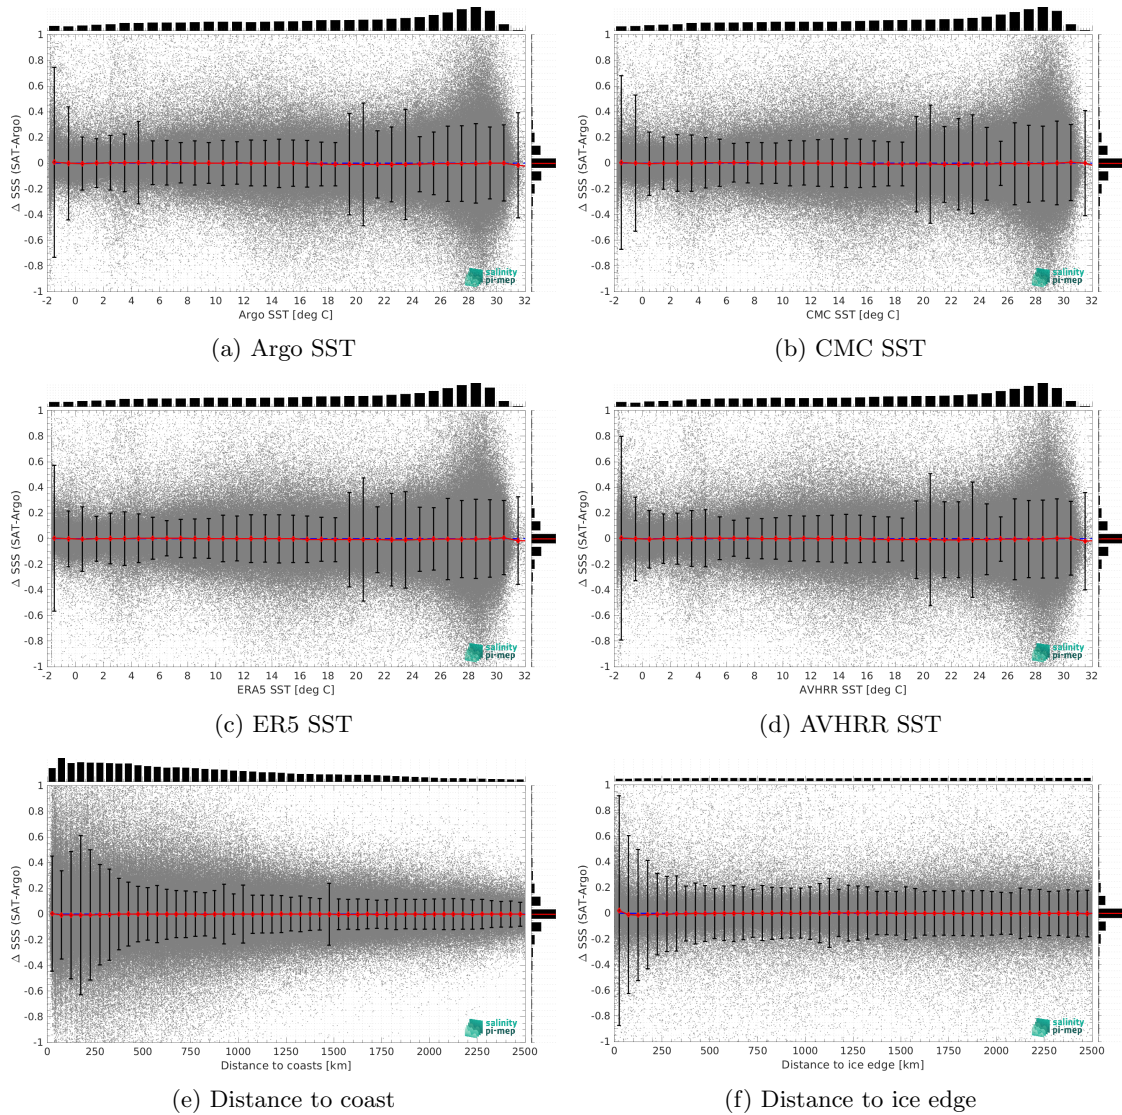 1
0.8
0.6
0.4
0.2
0
-0.2
-0.4
-0.6
-0.8
-1
Δ SSS (SAT-Argo)
-2 0 2 4 6 8 10 12 14 16 18 20 22 24 26 28 30 32
Argo SST [deg C]
salinity
pi-mep
(a) Argo SST
1
0.8
0.6
0.4
0.2
0
-0.2
-0.4
-0.6
-0.8
-1
Δ SSS (SAT-Argo)
-2 0 2 4 6 8 10 12 14 16 18 20 22 24 26 28 30 32
CMC SST [deg C]
salinity
pi-mep
(b) CMC SST
1
0.8
0.6
0.4
0.2
0
-0.2
-0.4
-0.6
-0.8
-1
Δ SSS (SAT-Argo)
-2 0 2 4 6 8 10 12 14 16 18 20 22 24 26 28 30 32
ERA5 SST [deg C]
salinity
pi-mep
(c) ER5 SST
1
0.8
0.6
0.4
0.2
0
-0.2
-0.4
-0.6
-0.8
-1
Δ SSS (SAT-Argo)
-2 0 2 4 6 8 10 12 14 16 18 20 22 24 26 28 30 32
AVHRR SST [deg C]
salinity
pi-mep
(d) AVHRR SST
1
0.8
0.6
0.4
0.2
0
-0.2
-0.4
-0.6
-0.8
-1
Δ SSS (SAT-Argo)
0 250 500 750 1000 1250 1500 1750 2000 2250 2500
Distance to coasts [km]
salinity
pi-mep
(e) Distance to coast
1
0.8
0.6
0.4
0.2
0
-0.2
-0.4
-0.6
-0.8
-1
Δ SSS (SAT-Argo)
0 250 500 750 1000 1250 1500 1750 2000 2250 2500
Distance to ice edge [km]
salinity
pi-mep
(f) Distance to ice edge